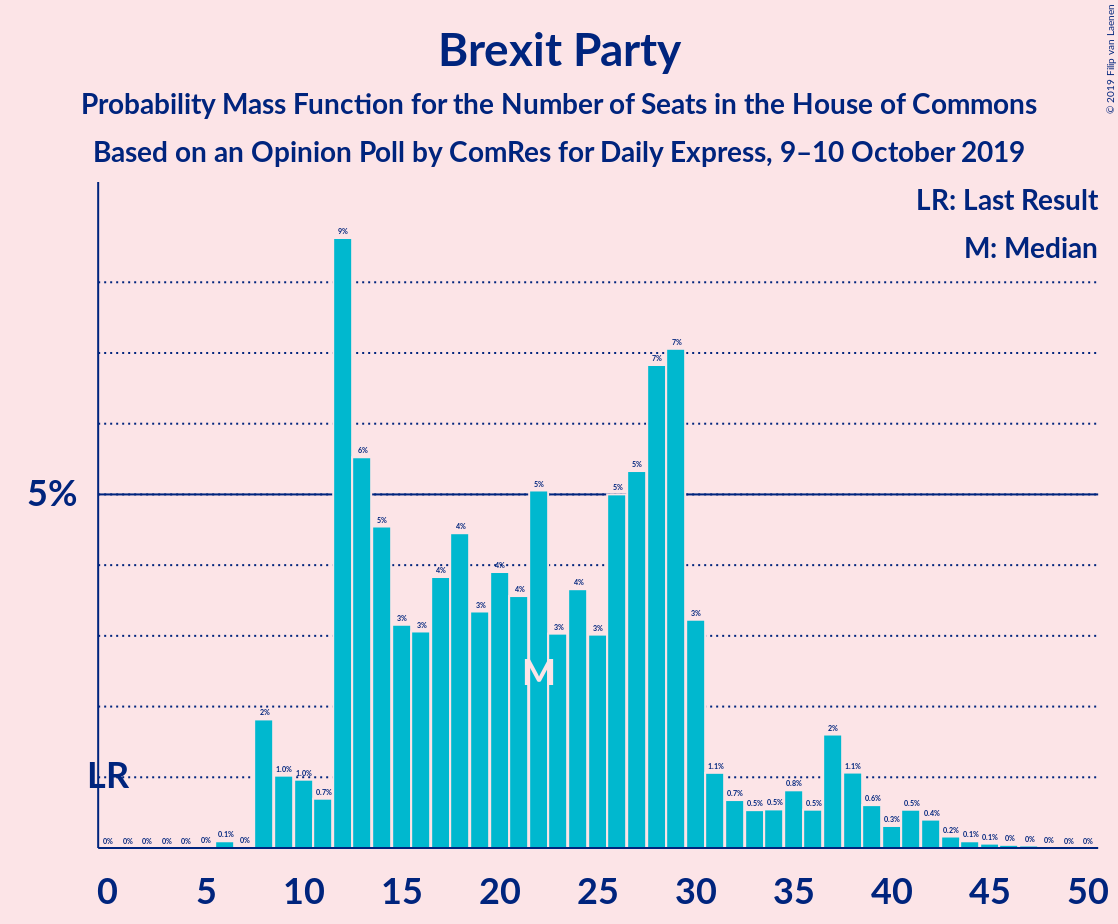 Brexit Party
Probability Mass Function for the Number of Seats in the House of Commons
Based on an Opinion Poll by ComRes for Daily Express, 9–10 October 2019
© 2019 Filip van Laenen
LR: Last Result
M: Median
5%
LR
M
0% 0% 0% 0% 0% 0% 0.1% 0% 2% 1.0% 1.0% 0.7% 9% 6% 5% 3% 3% 4% 4% 3% 4% 4% 5% 3% 4% 3% 5% 5% 7% 7% 3% 1.1% 0.7% 0.5% 0.5% 0.8% 0.5% 2% 1.1% 0.6% 0.3% 0.5% 0.4% 0.2% 0.1% 0.1% 0% 0% 0% 0% 0%
0 5 10 15 20 25 30 35 40 45 50